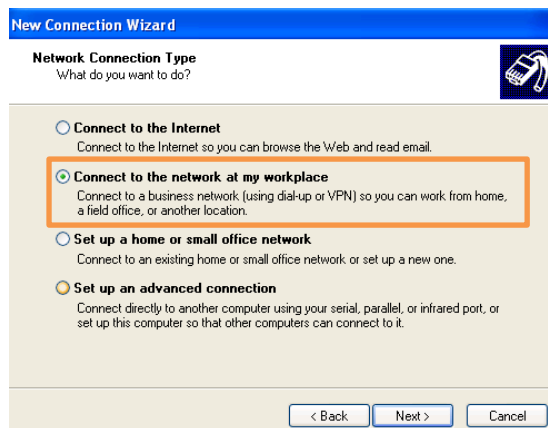 New Connection Wizard
Network Connection Type
What do you want to do?
Connect to the Internet
Connect to the Internet so you can browse the Web and read email.
Connect to the network at my workplace
Connect to a business network (using dial-up or VPN) so you can work from home,
a field office, or another location.
Set up a home or small office network
Connect to an existing home or small office network or set up a new one.
Set up an advanced connection
Connect directly to another computer using your serial, parallel, or infrared port, or
set up this computer so that other computers can connect to it.
< Back Next > Cancel